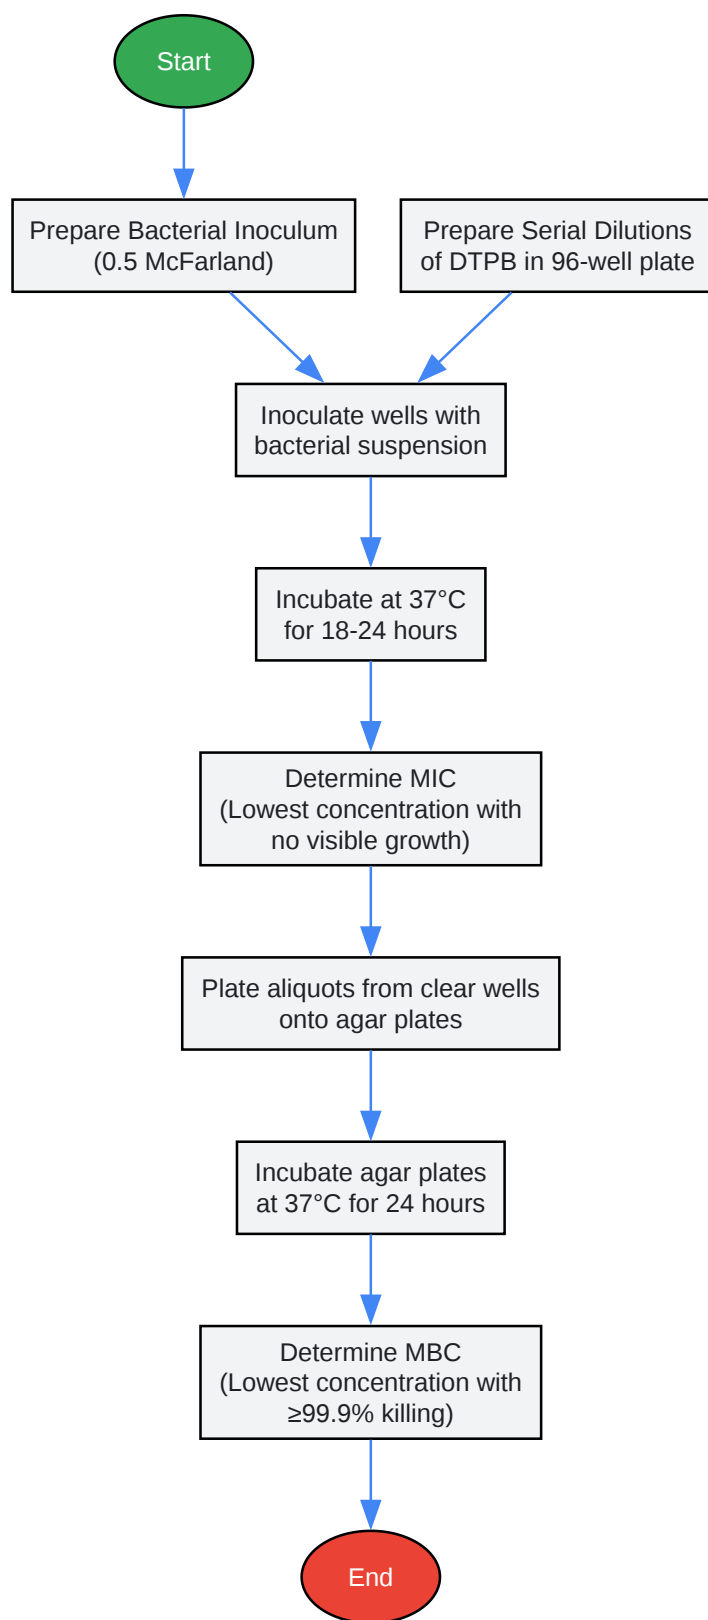 Start
Prepare Bacterial Inoculum
(0.5 McFarland)
Prepare Serial Dilutions
of DTPB in 96-well plate
Inoculate wells with
bacterial suspension
Incubate at 37°C
for 18-24 hours
Determine MIC
(Lowest concentration with
no visible growth)
Plate aliquots from clear wells
onto agar plates
Incubate agar plates
at 37°C for 24 hours
Determine MBC
(Lowest concentration with
≥99.9% killing)
End